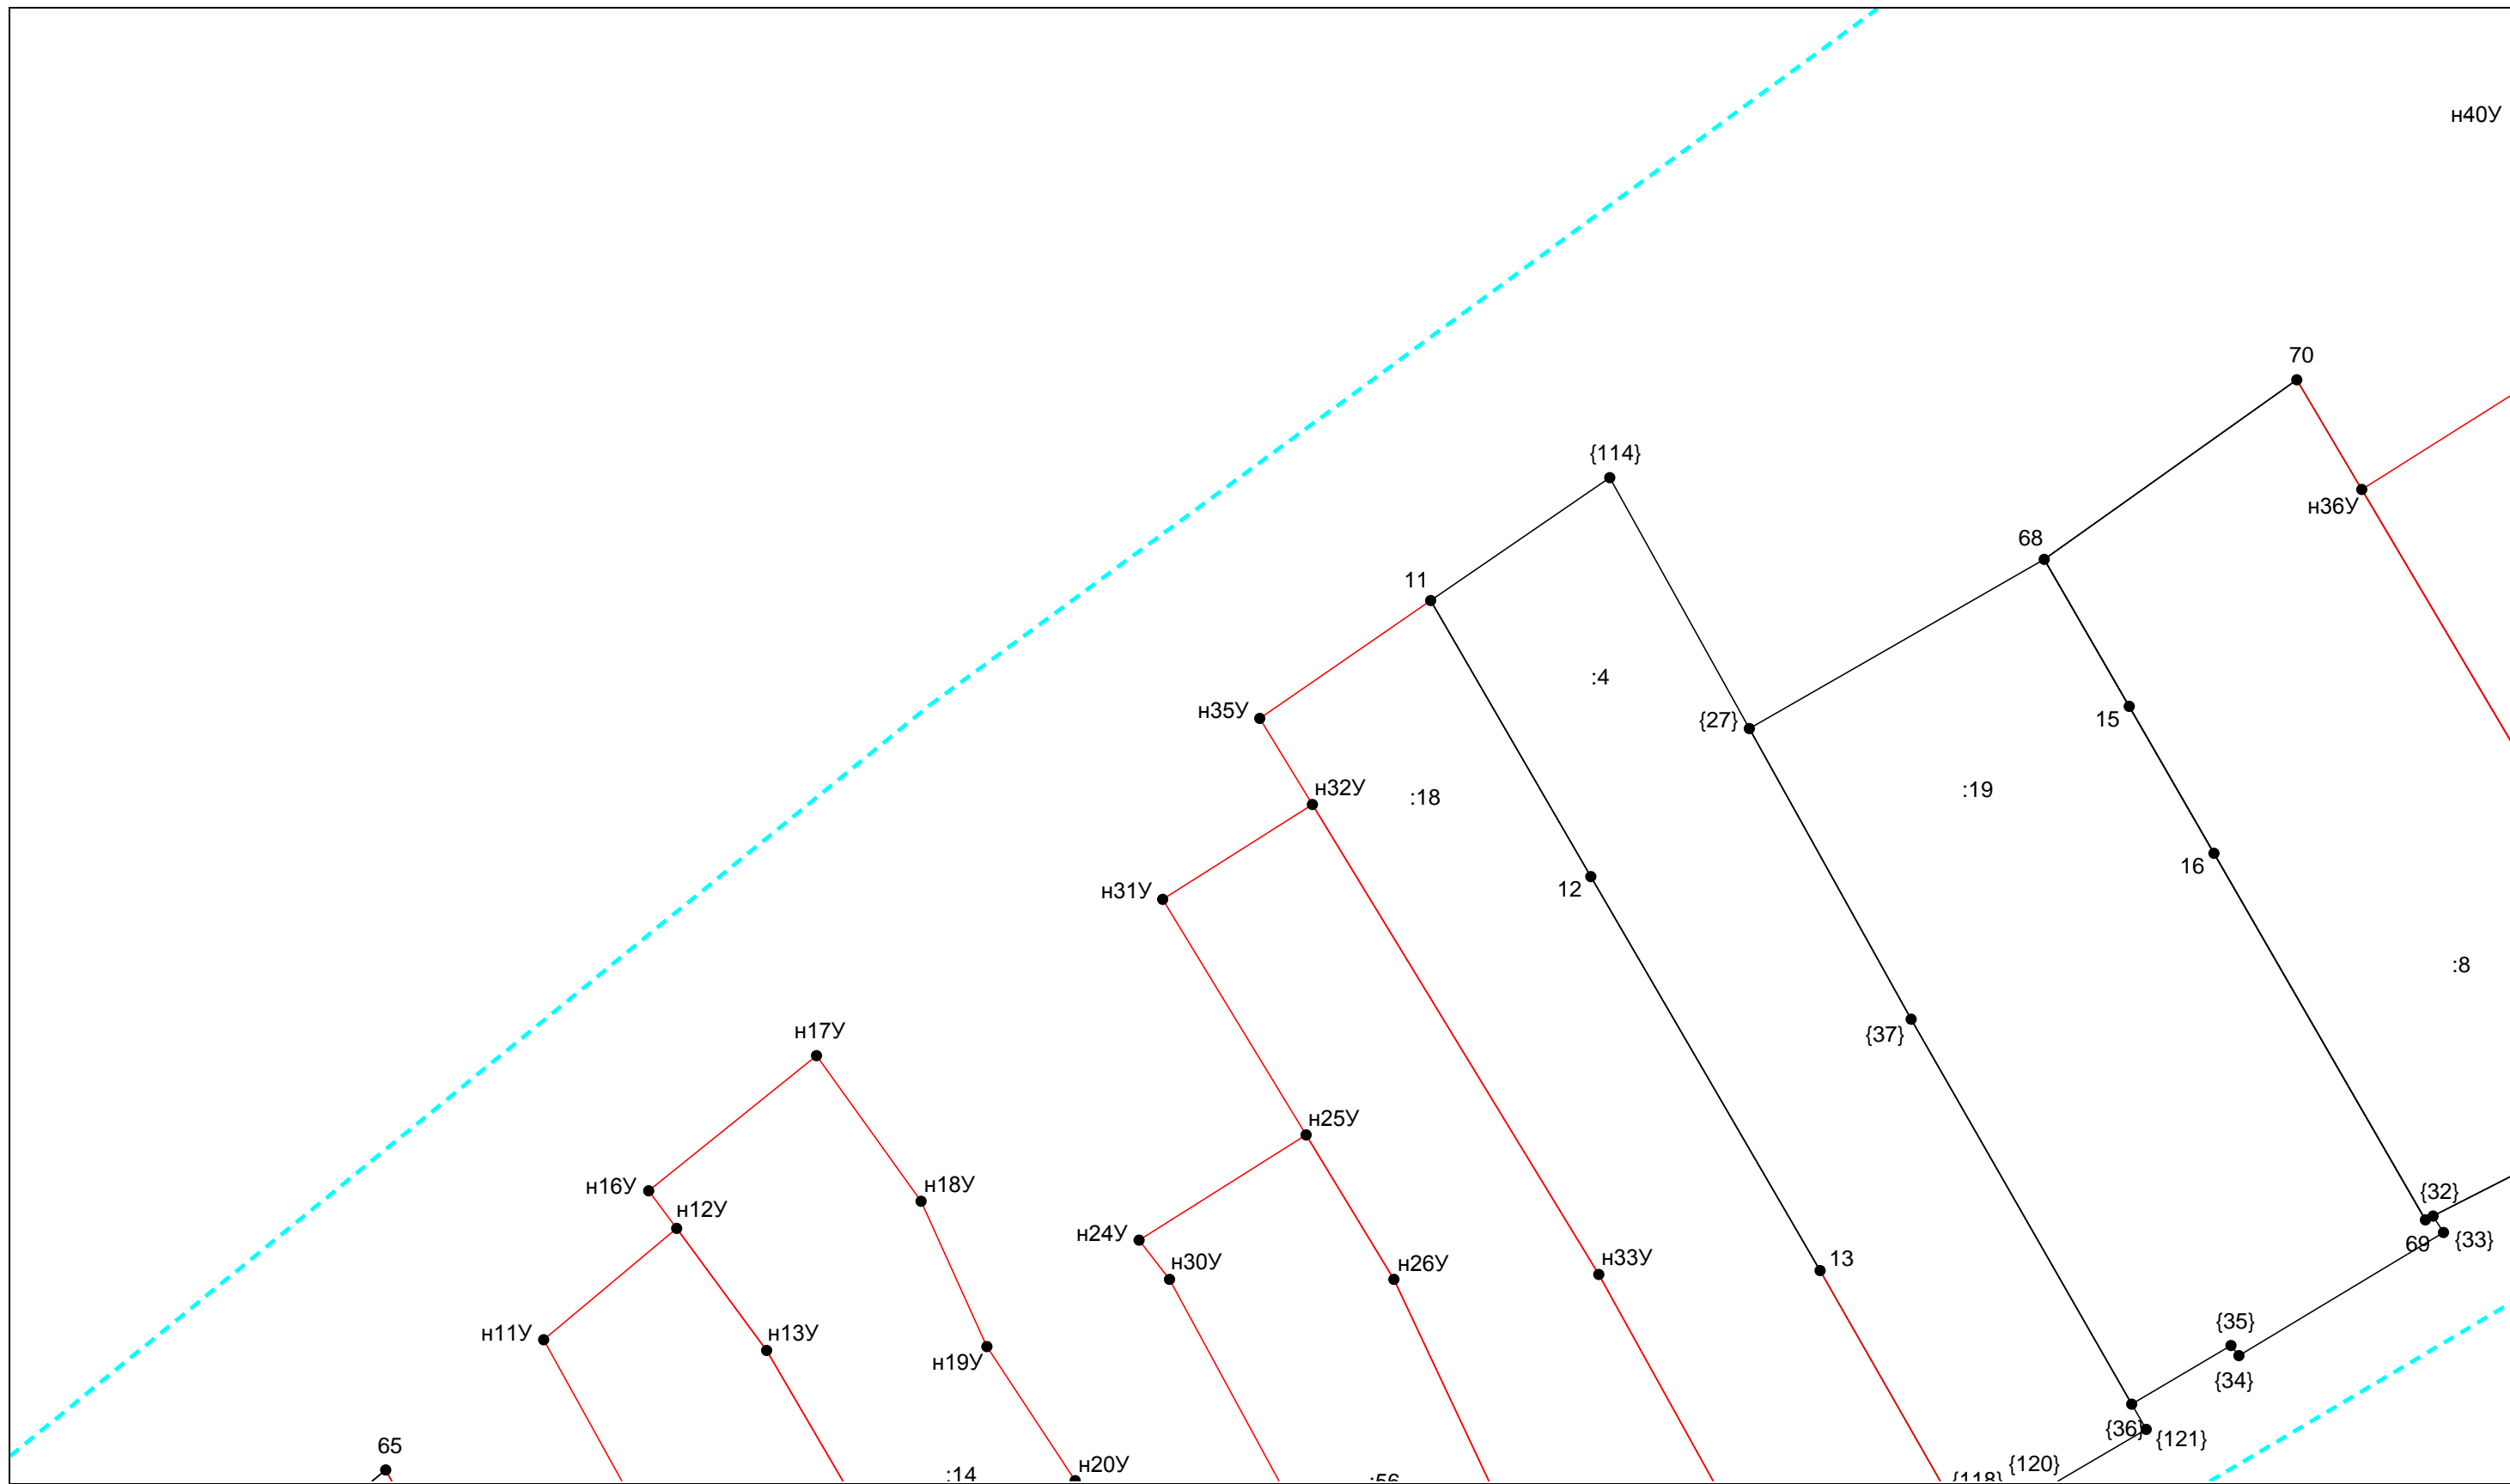 н40У
70
{114}
н36У
68
11
:4
н35У
{27}
15
н32У
:18
:19
16
12
н31У
:8
н17У
{37}
н25У
н16У
н18У
{32}
н12У
н24У
69
{33}
н30У
н26У
н33У
13
н11У
н13У
{35}
н19У
{34}
{36}
{121}
65
н20У
{120}
:14
:56
{118}